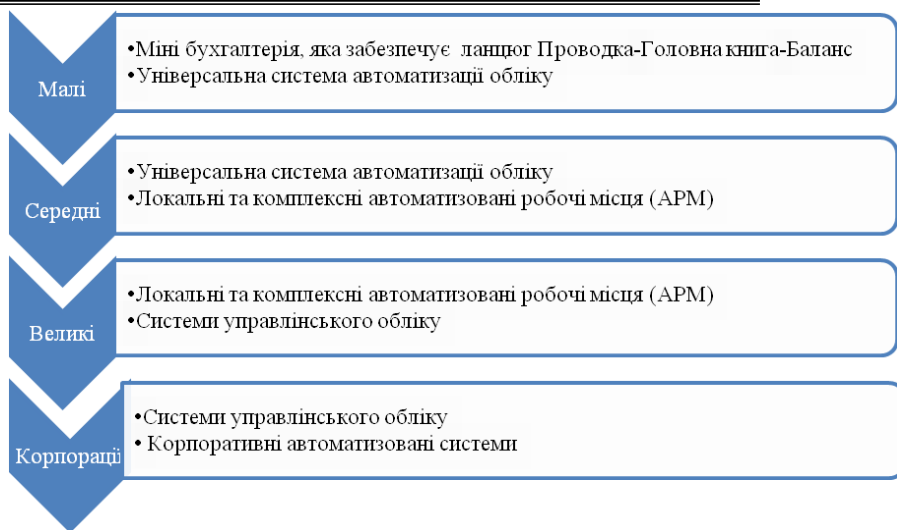 Малі
•Міні бухгалтерія, яка забезпечує ланцюг Проводка-Головна книга-Баланс
•Універсальна система автоматизації обліку
Середні
•Універсальна система автоматизації обліку
•Локальні та комплексні автоматизовані робочі місця (АРМ)
Великі
•Локальні та комплексні автоматизовані робочі місця (АРМ)
•Системи управлінського обліку
Корпорації
•Системи управлінського обліку
• Корпоративні автоматизовані системи